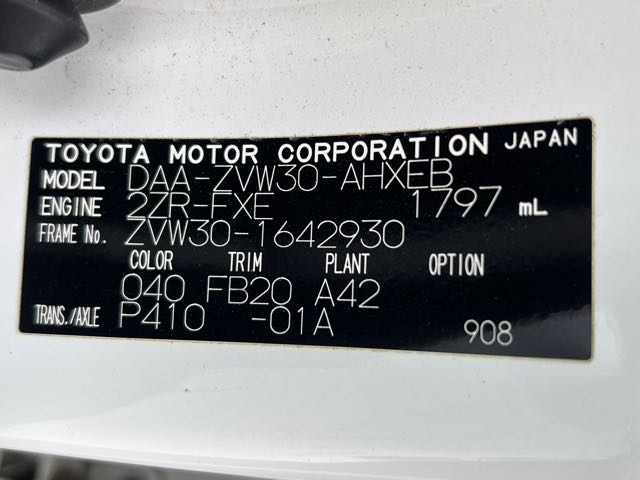 TOYOTA MOTOR CORPORATION JAPAN
MODEL DAA-ZVW30-AHXEB
ENGINE 2ZR-FXE 1797 mL
FRAME No. ZVW30-1642930
COLOR TRIM PLANT OPTION
040 FB20 A42
TRANS./AXLE P410 -01A
908